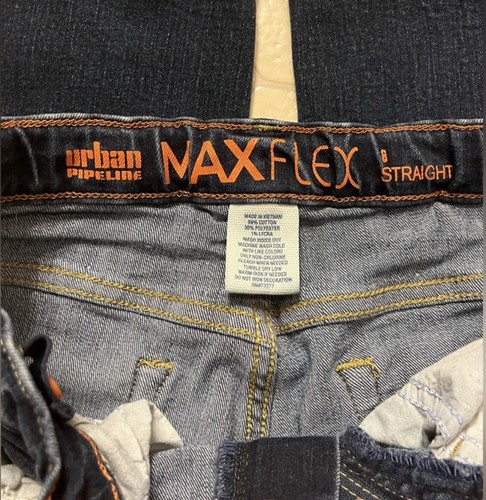 urban
PIPELINE
MAXFLEX
8
STRAIGHT
MADE IN VIETNAM
69% COTTON
30% POLYESTER
1% LYCRA
WASH INSIDE OUT
MACHINE WASH COLD
WITH LIKE COLORS
ONLY NON-CHLORINE
BLEACH WHEN NEEDED
TUMBLE DRY LOW
WARM IRON IF NEEDED
DO NOT IRON DECORATION